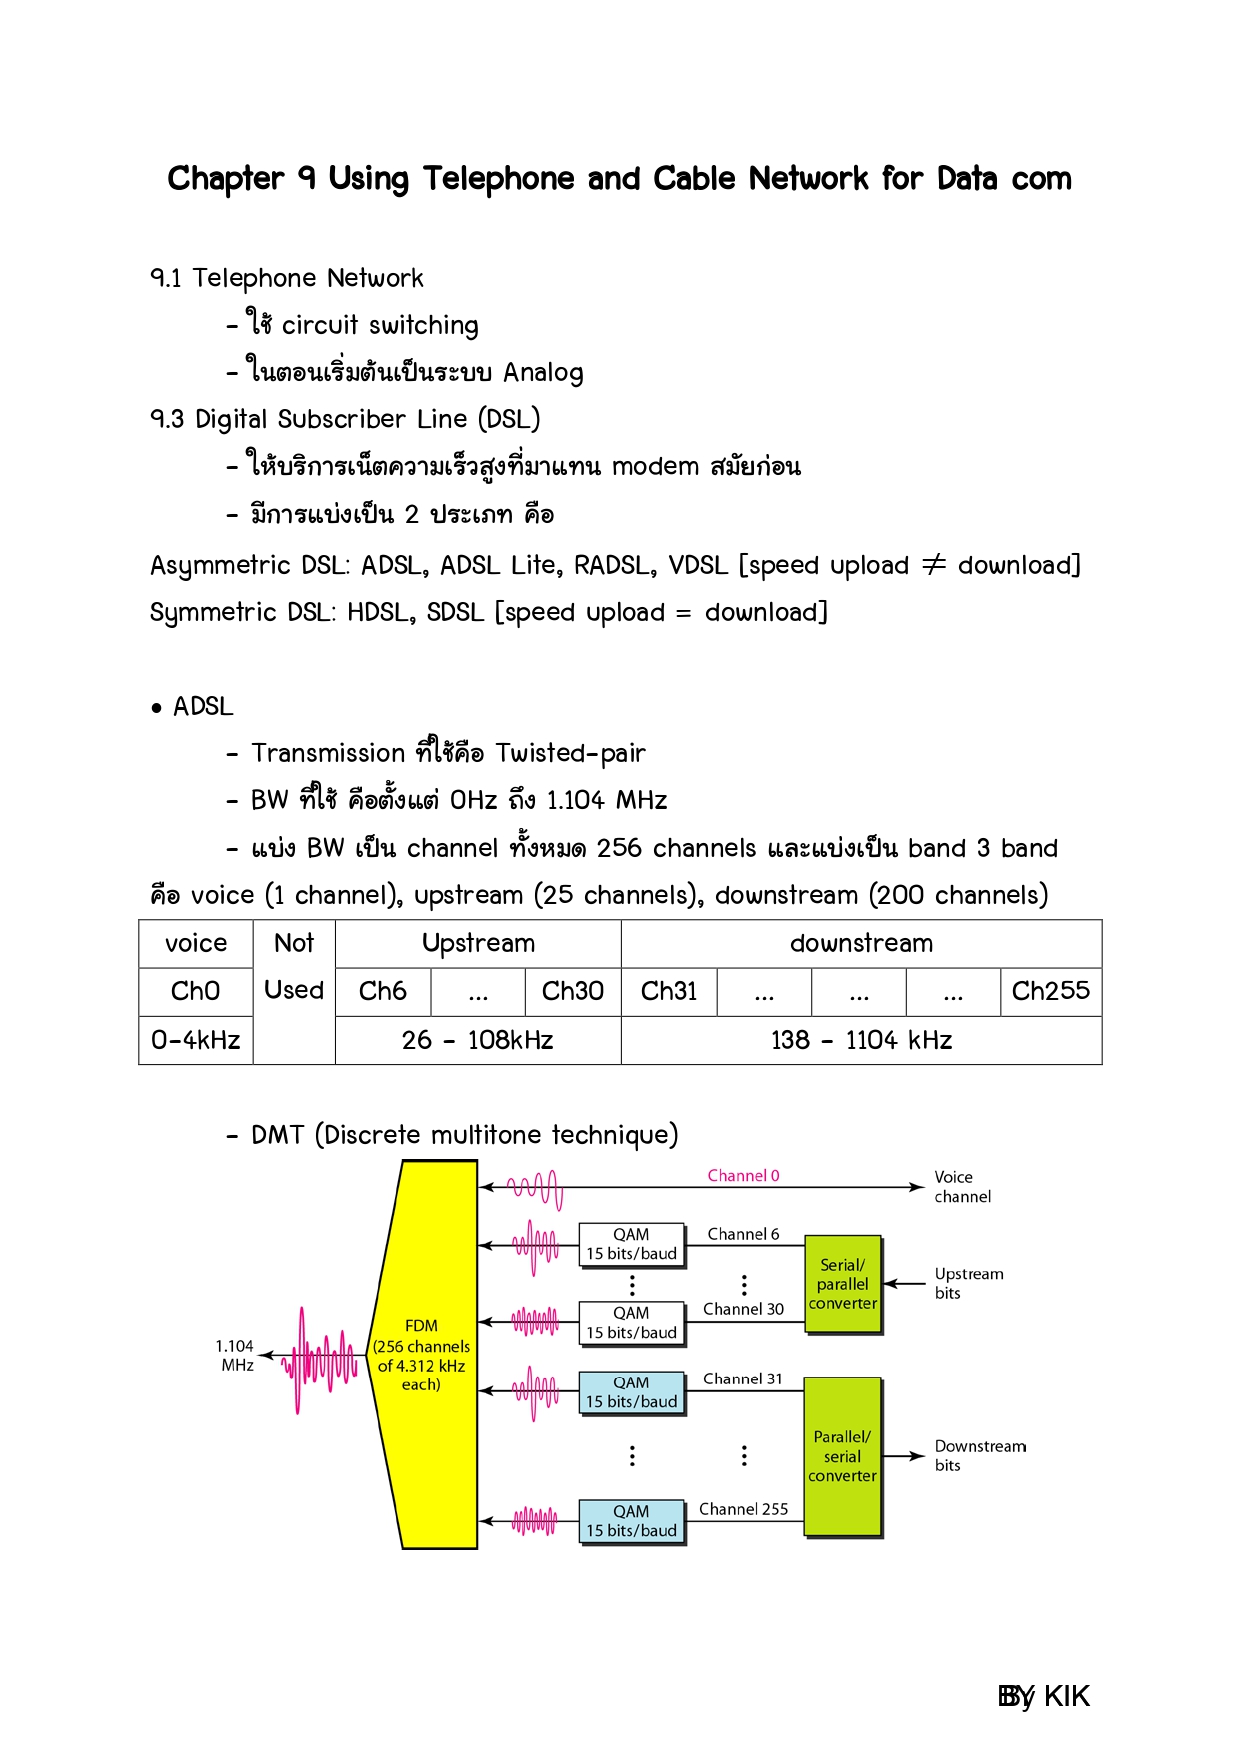 Chapter 9 Using Telephone and Cable Network for Data com
9.1 Telephone Network
- ใช้ circuit switching
- ในตอนเริ่มต้นเป็นระบบ Analog
9.3 Digital Subscriber Line (DSL)
- ให้บริการเน็ตความเร็วสูงที่มาแทน modem สมัยก่อน
- มีการแบ่งเป็น 2 ประเภท คือ
Asymmetric DSL: ADSL, ADSL Lite, RADSL, VDSL [speed upload ≠ download]
Symmetric DSL: HDSL, SDSL [speed upload = download]
• ADSL
- Transmission ที่ใช้คือ Twisted-pair
- BW ที่ใช้ คือตั้งแต่ 0Hz ถึง 1.104 MHz
- แบ่ง BW เป็น channel ทั้งหมด 256 channels และแบ่งเป็น band 3 band
คือ voice (1 channel), upstream (25 channels), downstream (200 channels)
voice Not Upstream downstream
Ch0 Used Ch6 ... Ch30 Ch31 ... ... ... Ch255
0-4kHz 26 - 108kHz 138 - 1104 kHz
- DMT (Discrete multitone technique)
Channel 0
Voice
channel
QAM
15 bits/baud
Channel 6
Serial/
parallel
converter
Upstream
bits
QAM
15 bits/baud
Channel 30
1.104
MHz
FDM
(256 channels
of 4.312 kHz
each)
QAM
15 bits/baud
Channel 31
Parallel/
serial
converter
Downstream
bits
QAM
15 bits/baud
Channel 255
KIK